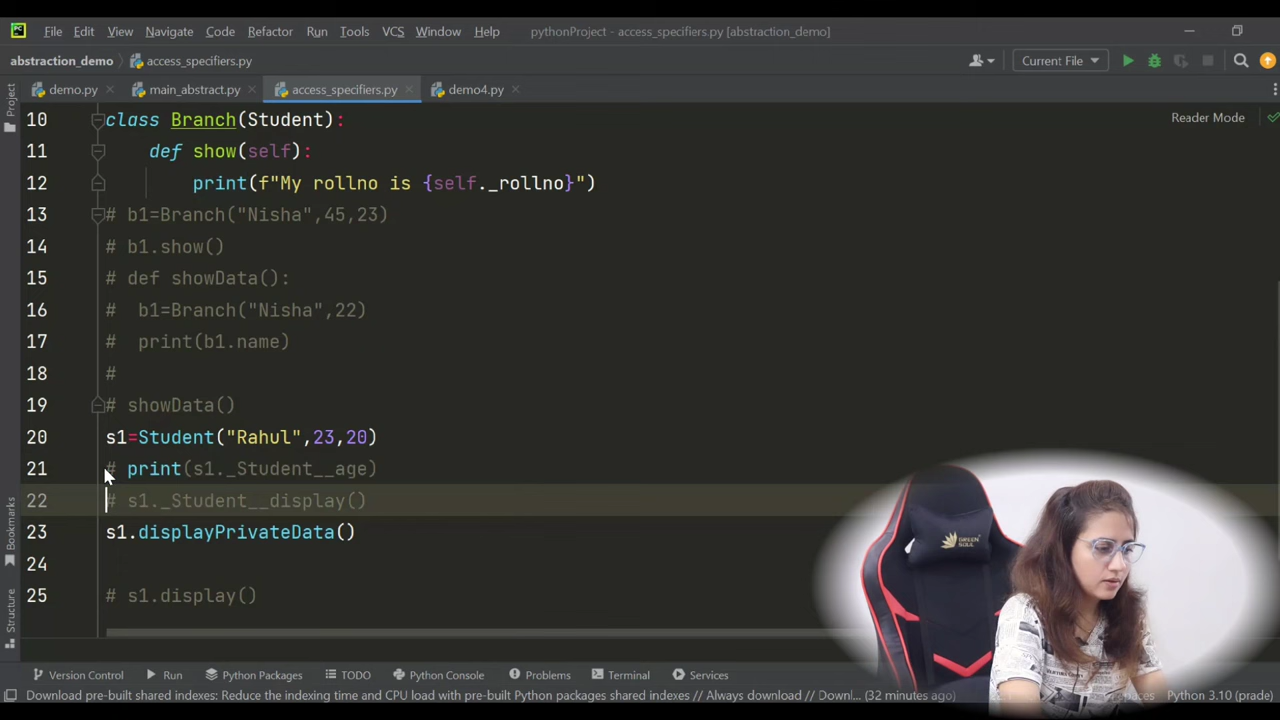 File Edit View Navigate Code Refactor Run Tools VCS Window Help pythonProject - access_specifiers.py [abstraction_demo]
abstraction_demo access_specifiers.py Current File
demo.py main_abstract.py access_specifiers.py demo4.py
Project
Reader Mode
10 class Branch(Student):
11 def show(self):
12 print(f"My rollno is {self._rollno}")
13 # b1=Branch("Nisha",45,23)
14 # b1.show()
15 # def showData():
16 #  b1=Branch("Nisha",22)
17 #  print(b1.name)
18 #
19 # showData()
20 s1=Student("Rahul",23,20)
21 # print(s1._Student__age)
22 # s1._Student__display()
23 s1.displayPrivateData()
24
25 # s1.display()
Bookmarks
Structure
GREEN SOUL
Version Control Run Python Packages TODO Python Console Problems Terminal Services
Download pre-built shared indexes: Reduce the indexing time and CPU load with pre-built Python packages shared indexes // Always download // Downl... (32 minutes ago) Python 3.10 (prade)